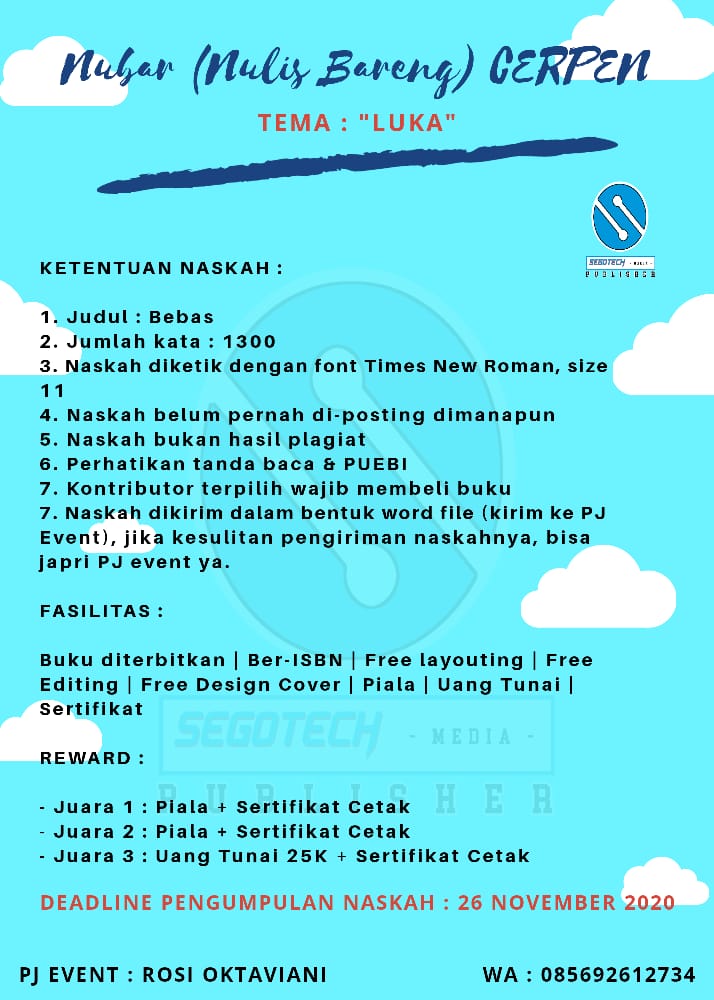 Nubar (Nulis Bareng) CERPEN
TEMA : "LUKA"
SEGOTECH - MEDIA -
PUBLISHER
KETENTUAN NASKAH :
1. Judul : Bebas
2. Jumlah kata : 1300
3. Naskah diketik dengan font Times New Roman, size
11
4. Naskah belum pernah di-posting dimanapun
5. Naskah bukan hasil plagiat
6. Perhatikan tanda baca & PUEBI
7. Kontributor terpilih wajib membeli buku
7. Naskah dikirim dalam bentuk word file (kirim ke PJ
Event), jika kesulitan pengiriman naskahnya, bisa
japri PJ event ya.
FASILITAS :
Buku diterbitkan | Ber-ISBN | Free layouting | Free
Editing | Free Design Cover | Piala | Uang Tunai |
Sertifikat
SEGOTECH - MEDIA -
REWARD :
PUBLISHER
- Juara 1 : Piala + Sertifikat Cetak
- Juara 2 : Piala + Sertifikat Cetak
- Juara 3 : Uang Tunai 25K + Sertifikat Cetak
DEADLINE PENGUMPULAN NASKAH : 26 NOVEMBER 2020
PJ EVENT : ROSI OKTAVIANI
WA : 085692612734